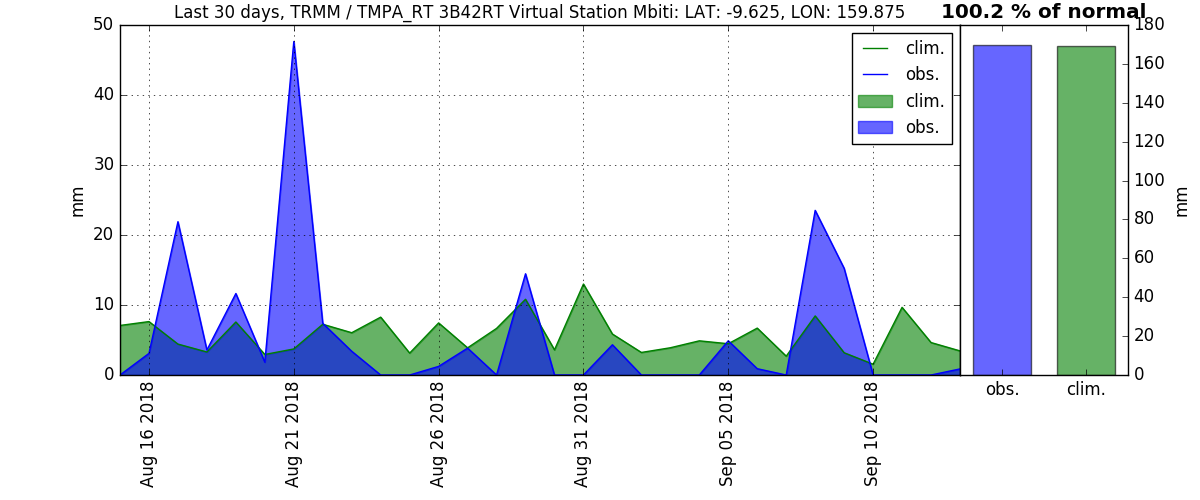 Last 30 days, TRMM / TMPA_RT 3B42RT Virtual Station Mbiti: LAT: -9.625, LON: 159.875
100.2 % of normal
50
40
30
20
10
0
mm
clim.
obs.
clim.
obs.
Aug 16 2018
Aug 21 2018
Aug 26 2018
Aug 31 2018
Sep 05 2018
Sep 10 2018
180
160
140
120
100
80
60
40
20
0
mm
obs.
clim.